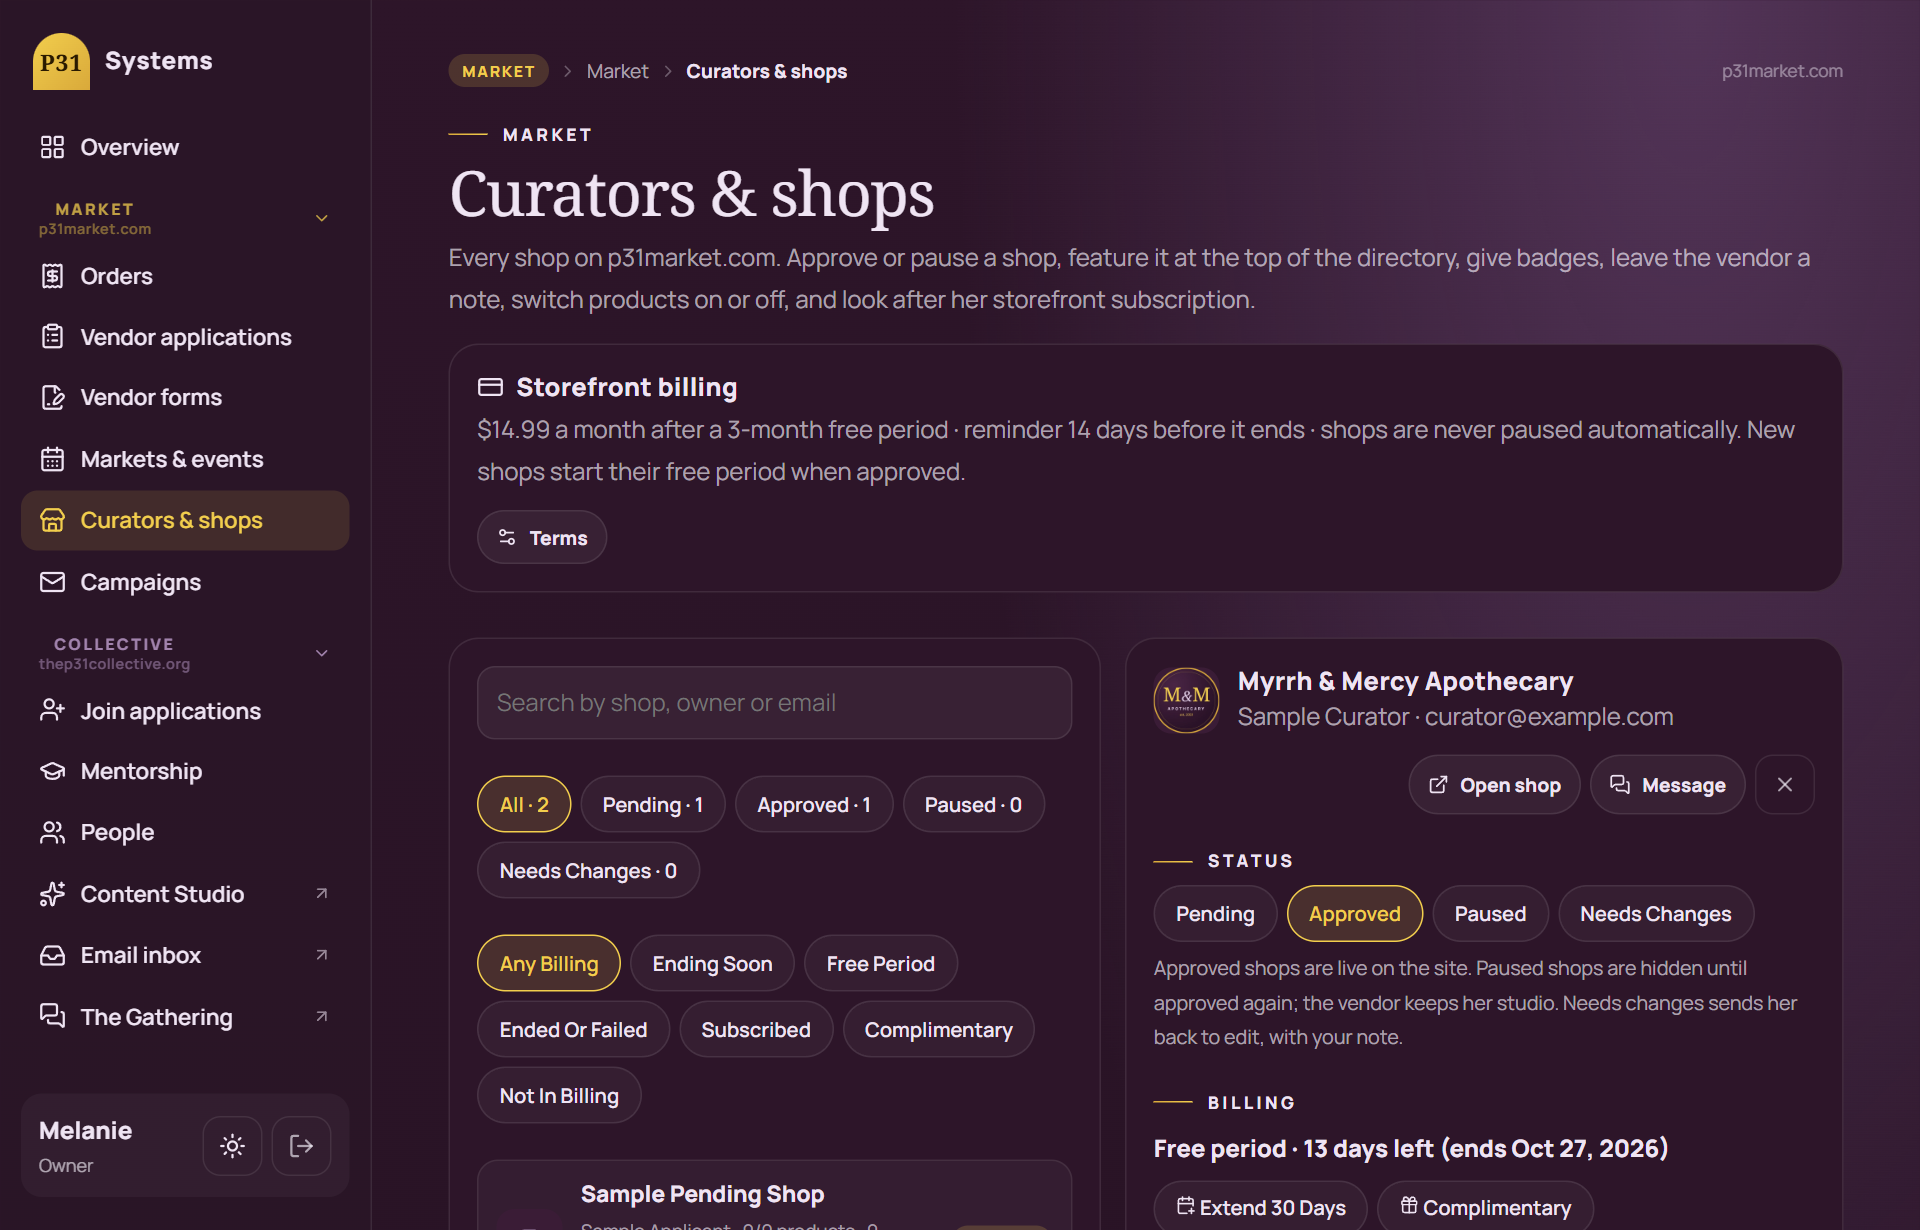 P31 Systems
Overview
MARKET
p31market.com
Orders
Vendor applications
Vendor forms
Markets & events
Curators & shops
Campaigns
COLLECTIVE
thep31collective.org
Join applications
Mentorship
People
Content Studio
Email inbox
The Gathering
Melanie
Owner
MARKET Market Curators & shops
p31market.com
MARKET
Curators & shops
Every shop on p31market.com. Approve or pause a shop, feature it at the top of the directory, give badges, leave the vendor a
note, switch products on or off, and look after her storefront subscription.
Storefront billing
$14.99 a month after a 3-month free period · reminder 14 days before it ends · shops are never paused automatically. New
shops start their free period when approved.
Terms
Search by shop, owner or email
All · 2 Pending · 1 Approved · 1 Paused · 0
Needs Changes · 0
Any Billing Ending Soon Free Period
Ended Or Failed Subscribed Complimentary
Not In Billing
Sample Pending Shop
M&M
APOTHECARY
Myrrh & Mercy Apothecary
Sample Curator · curator@example.com
Open shop Message
STATUS
Pending Approved Paused Needs Changes
Approved shops are live on the site. Paused shops are hidden until
approved again; the vendor keeps her studio. Needs changes sends her
back to edit, with your note.
BILLING
Free period · 13 days left (ends Oct 27, 2026)
Extend 30 Days Complimentary